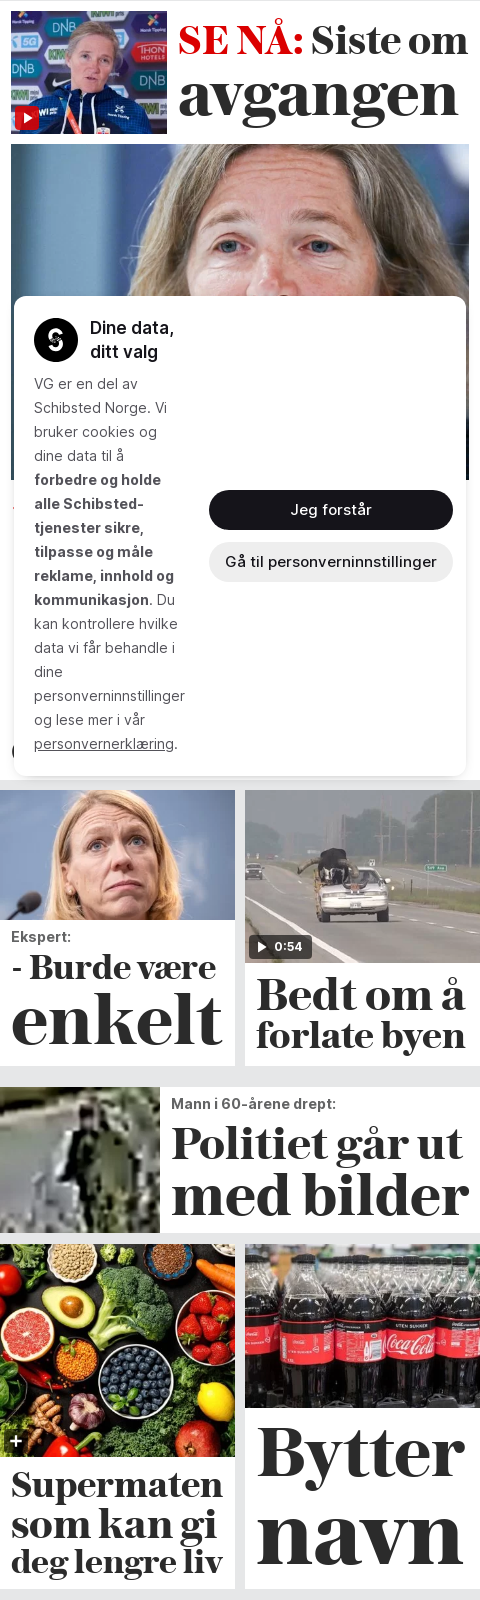 SE NÅ: Siste om
avgangen
Dine data,
ditt valg
VG er en del av
Schibsted Norge. Vi
bruker cookies og
dine data til å
forbedre og holde
alle Schibsted-
tjenester sikre,
tilpasse og måle
reklame, innhold og
kommunikasjon. Du
kan kontrollere hvilke
data vi får behandle i
dine
personverninnstillinger
og lese mer i vår
personvernerklæring.
Jeg forstår
Gå til personverninnstillinger
Ekspert:
- Burde være
enkelt
0:54
Bedt om å
forlate byen
Mann i 60-årene drept:
Politiet går ut
med bilder
Supermaten
som kan gi
deg lengre liv
Coca-Cola
Bytter
navn